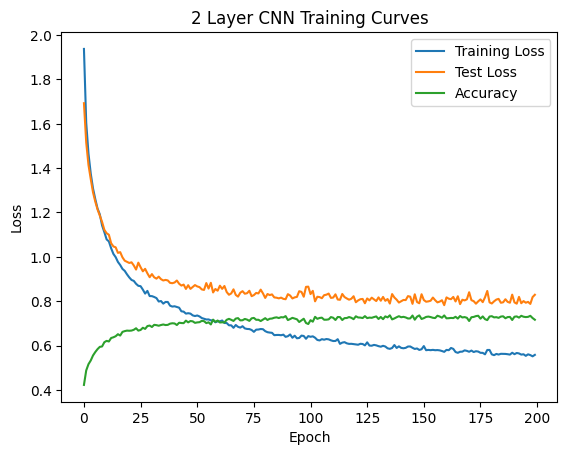 2 Layer CNN Training Curves
Training Loss
Test Loss
Accuracy
2.0
1.8
1.6
1.4
1.2
1.0
0.8
0.6
0.4
Loss
0 25 50 75 100 125 150 175 200
Epoch